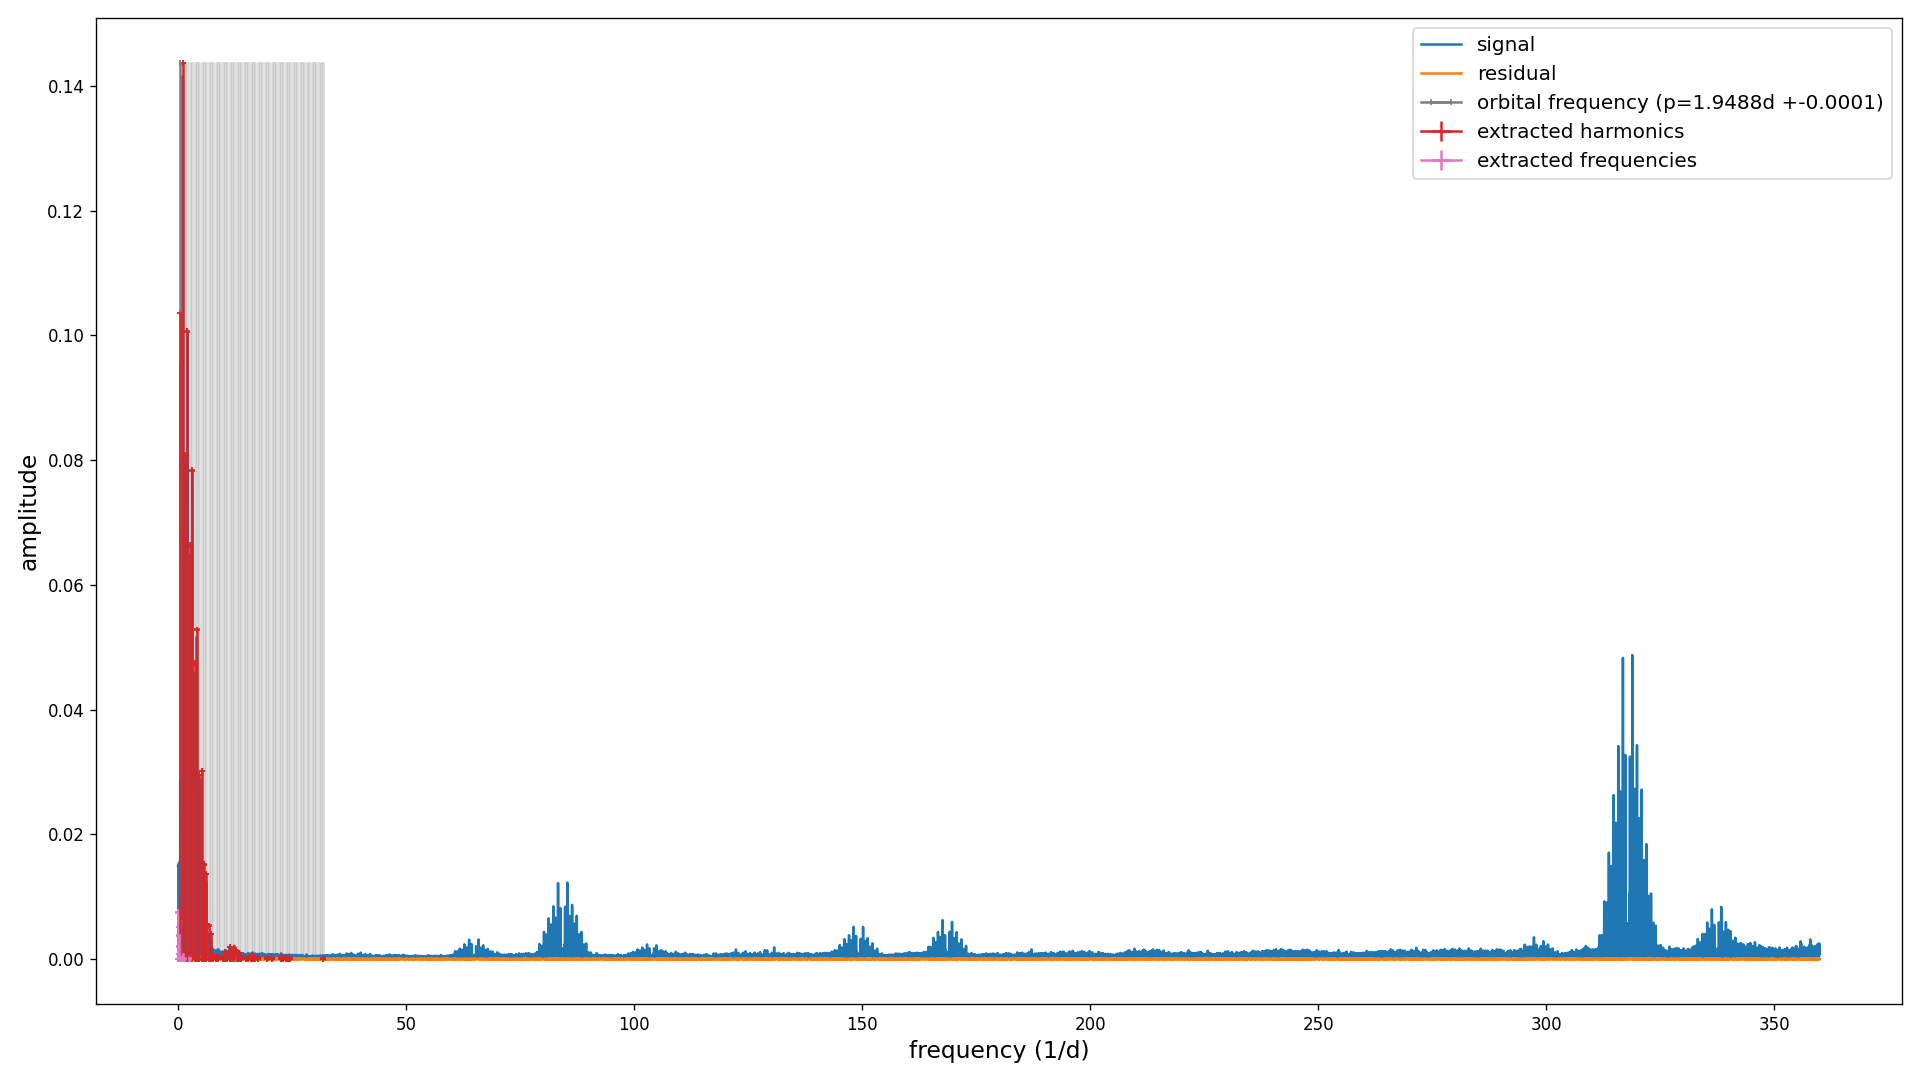 signal
residual
orbital frequency (p=1.9488d +-0.0001)
extracted harmonics
extracted frequencies
0.14
0.12
0.10
0.08
0.06
0.04
0.02
0.00
amplitude
0 50 100 150 200 250 300 350
frequency (1/d)